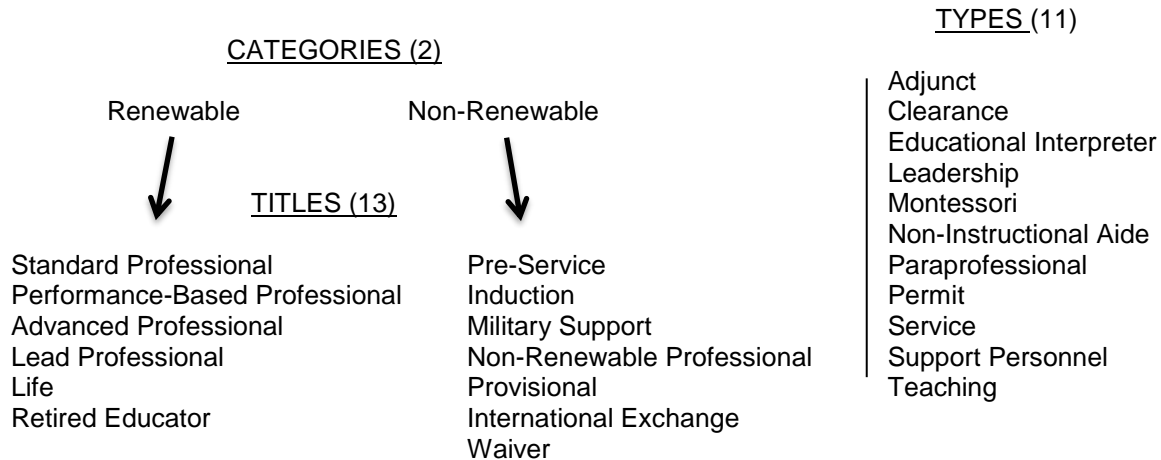 TYPES (11)
CATEGORIES (2)
Renewable
Non-Renewable
TITLES (13)
Standard Professional
Performance-Based Professional
Advanced Professional
Lead Professional
Life
Retired Educator
Pre-Service
Induction
Military Support
Non-Renewable Professional
Provisional
International Exchange
Waiver
Adjunct
Clearance
Educational Interpreter
Leadership
Montessori
Non-Instructional Aide
Paraprofessional
Permit
Service
Support Personnel
Teaching